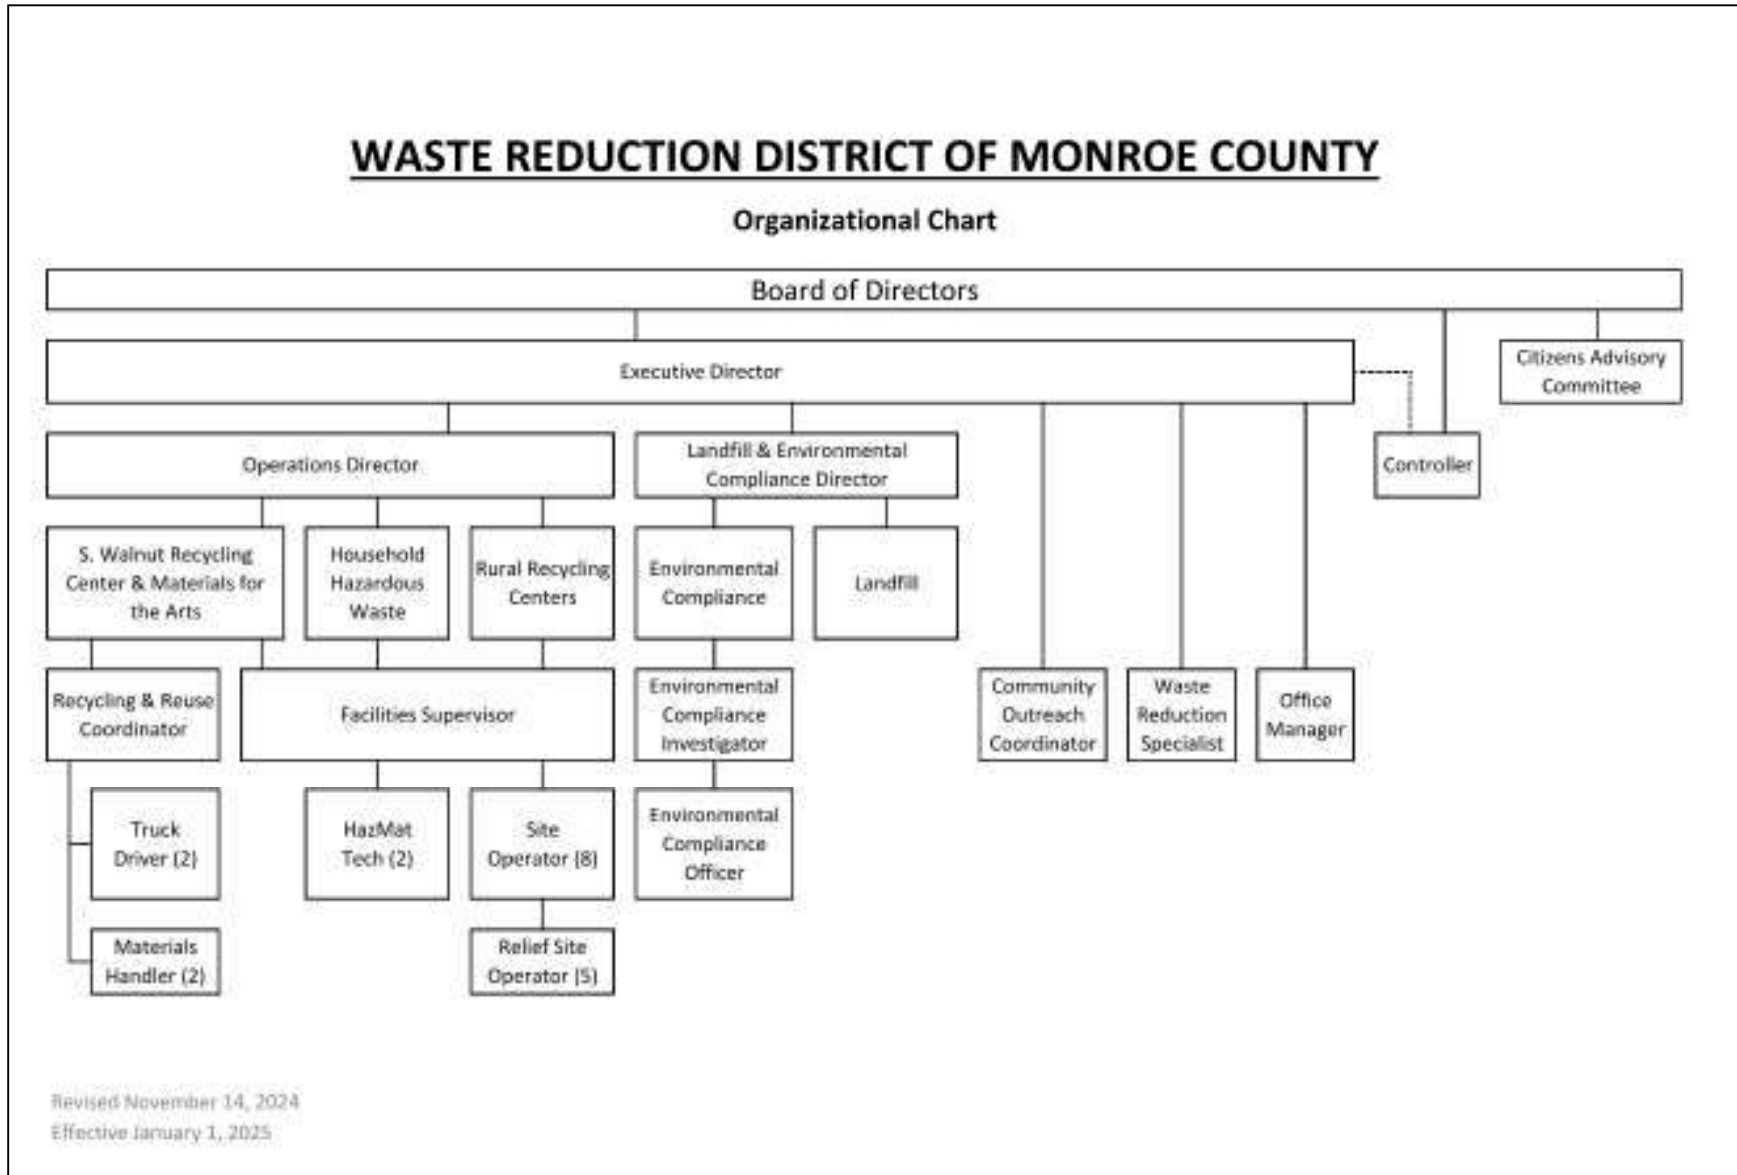 WASTE REDUCTION DISTRICT OF MONROE COUNTY
Organizational Chart
Board of Directors
Executive Director
Citizens Advisory
Committee
Operations Director
Landfill & Environmental
Compliance Director
Controller
S. Walnut Recycling
Center & Materials for
the Arts
Household
Hazardous
Waste
Rural Recycling
Centers
Environmental
Compliance
Landfill
Recycling & Reuse
Coordinator
Facilities Supervisor
Environmental
Compliance
Investigator
Community
Outreach
Coordinator
Waste
Reduction
Specialist
Office
Manager
Truck
Driver (2)
HazMat
Tech (2)
Site
Operator (8)
Environmental
Compliance
Officer
Materials
Handler (2)
Relief Site
Operator (5)
Revised November 14, 2024
Effective January 1, 2025